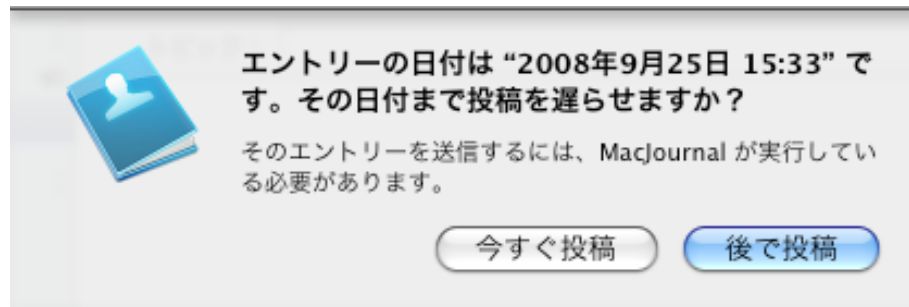 エントリーの日付は “2008年9月25日 15:33” で
す。その日付まで投稿を遅らせますか？
そのエントリーを送信するには、MacJournal が実行してい
る必要があります。
今すぐ投稿
後で投稿